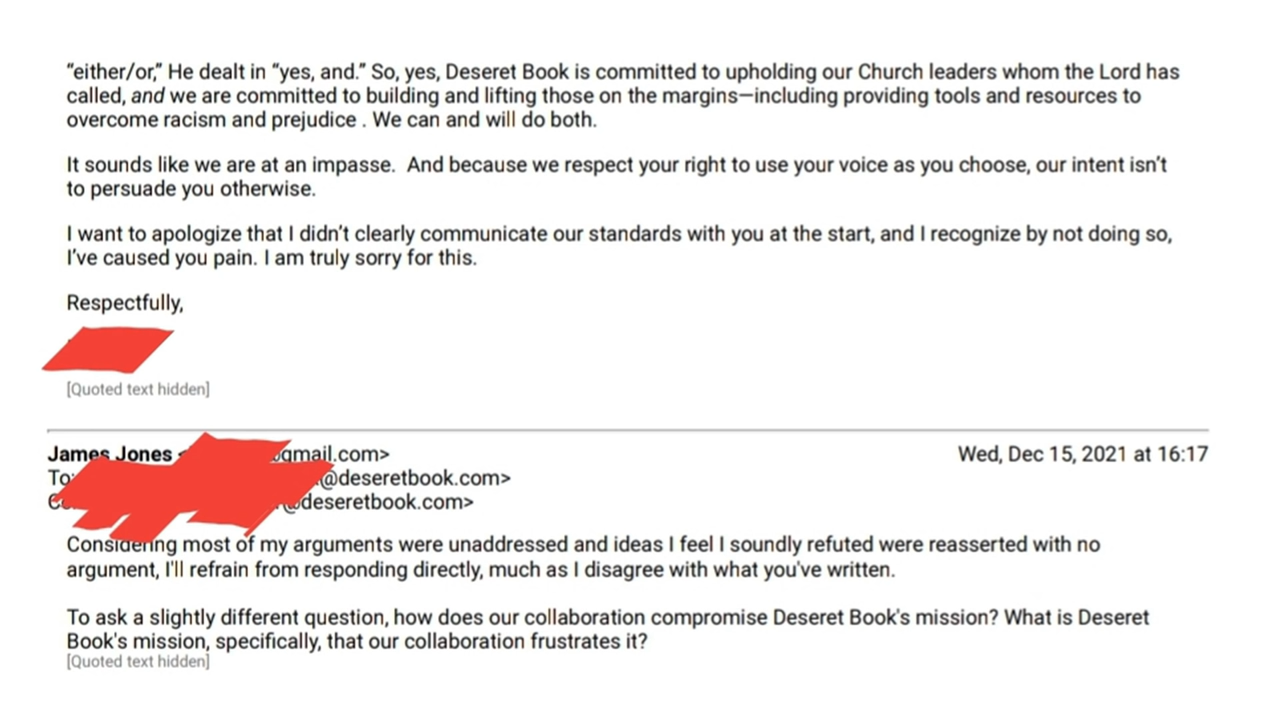 “either/or,” He dealt in “yes, and.” So, yes, Deseret Book is committed to upholding our Church leaders whom the Lord has
called, and we are committed to building and lifting those on the margins—including providing tools and resources to
overcome racism and prejudice . We can and will do both.
It sounds like we are at an impasse.  And because we respect your right to use your voice as you choose, our intent isn’t
to persuade you otherwise.
I want to apologize that I didn’t clearly communicate our standards with you at the start, and I recognize by not doing so,
I’ve caused you pain. I am truly sorry for this.
Respectfully,
[Quoted text hidden]
James Jones < gmail.com>
Wed, Dec 15, 2021 at 16:17
To: @deseretbook.com>
@deseretbook.com>
Considering most of my arguments were unaddressed and ideas I feel I soundly refuted were reasserted with no
argument, I'll refrain from responding directly, much as I disagree with what you've written.
To ask a slightly different question, how does our collaboration compromise Deseret Book's mission? What is Deseret
Book's mission, specifically, that our collaboration frustrates it?
[Quoted text hidden]